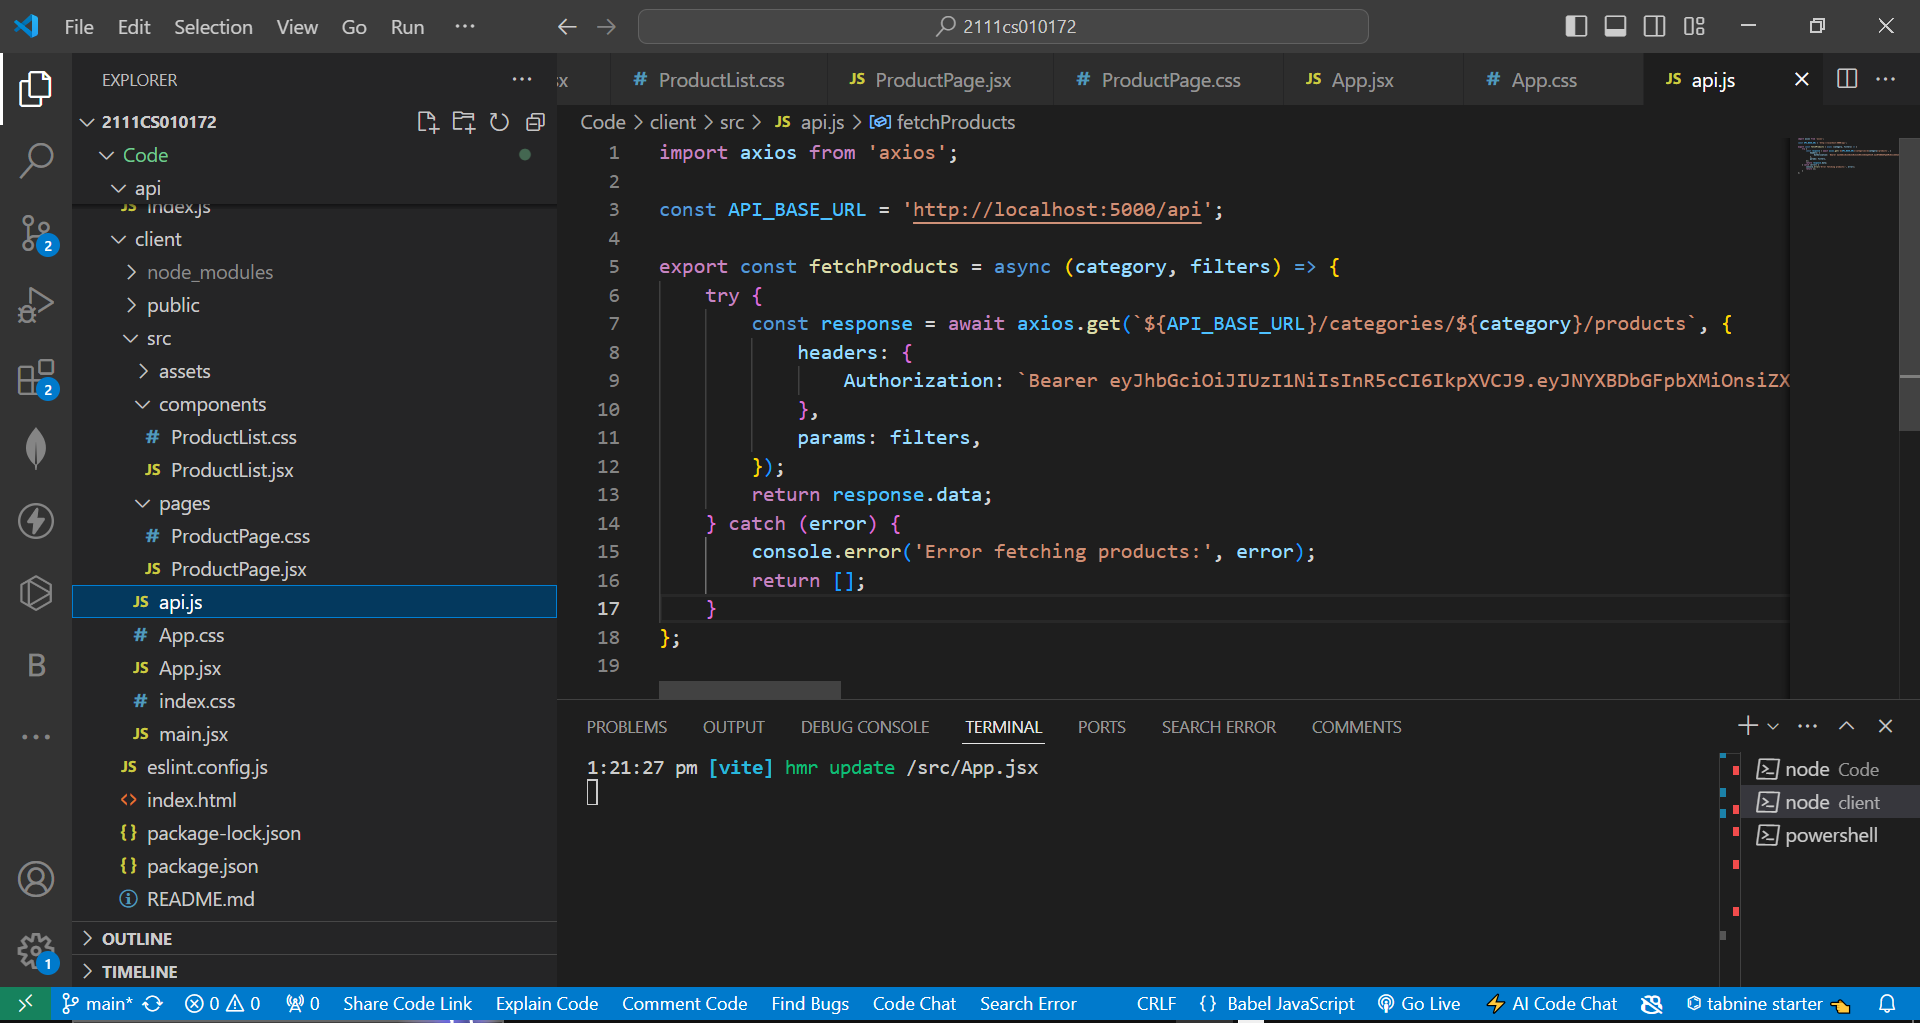 File Edit Selection View Go Run ···
2111cs010172
EXPLORER
2111CS010172
Code
api
JS index.js
client
node_modules
public
src
assets
components
# ProductList.css
JS ProductList.jsx
pages
# ProductPage.css
JS ProductPage.jsx
JS api.js
# App.css
JS App.jsx
# index.css
JS main.jsx
JS eslint.config.js
<> index.html
{} package-lock.json
{} package.json
README.md
OUTLINE
TIMELINE
2
2
B
1
sx # ProductList.css JS ProductPage.jsx # ProductPage.css JS App.jsx # App.css JS api.js
Code > client > src > JS api.js > fetchProducts
1 import axios from 'axios';
2
3 const API_BASE_URL = 'http://localhost:5000/api';
4
5 export const fetchProducts = async (category, filters) => {
6 try {
7 const response = await axios.get(`${API_BASE_URL}/categories/${category}/products`, {
8 headers: {
9 Authorization: `Bearer eyJhbGciOiJIUzI1NiIsInR5cCI6IkpXVCJ9.eyJNYXBDbGFpbXMiOnsiZX
10 },
11 params: filters,
12 });
13 return response.data;
14 } catch (error) {
15 console.error('Error fetching products:', error);
16 return [];
17 }
18 };
19
PROBLEMS OUTPUT DEBUG CONSOLE TERMINAL PORTS SEARCH ERROR COMMENTS
1:21:27 pm [vite] hmr update /src/App.jsx
node Code
node client
powershell
main* 0 0 0 Share Code Link Explain Code Comment Code Find Bugs Code Chat Search Error CRLF {} Babel JavaScript Go Live AI Code Chat tabnine starter